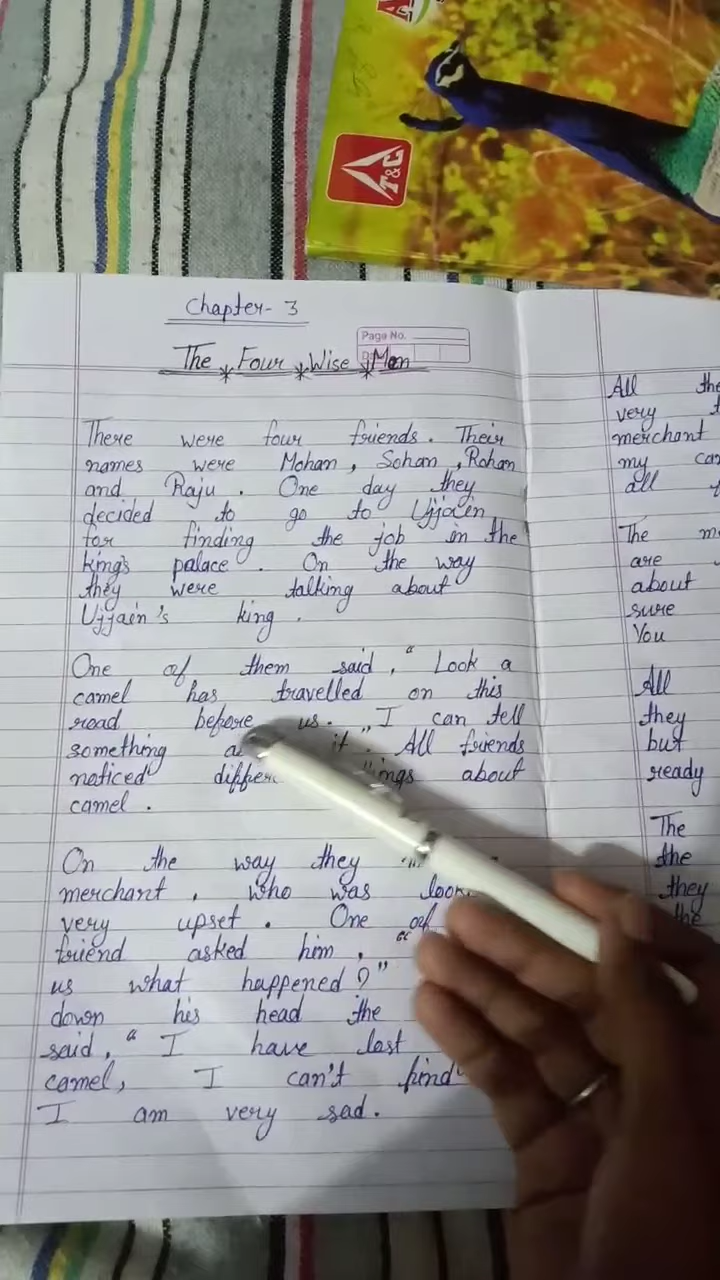 T&C
Chapter - 3
Page No.
The Four Wise Men
There were four friends. Their
names were Mohan, Sohan, Rohan
and Raju. One day they
decided to go to Ujjain
for finding the job in the
king's palace. On the way
they were talking about
Ujjain's king.
One of them said, "Look a
camel has travelled on this
road before us. I can tell
something it". All friends
noticed about
camel.
On the way they
merchant, who was
very upset. One of
friend asked him, "
us what happened?"
down his head the
said, "I have lost
camel, I can't find
I am very sad.
All the
very
merchant
my
all
The
are
about
sure
You
All
they
but
ready
The
the
they
the